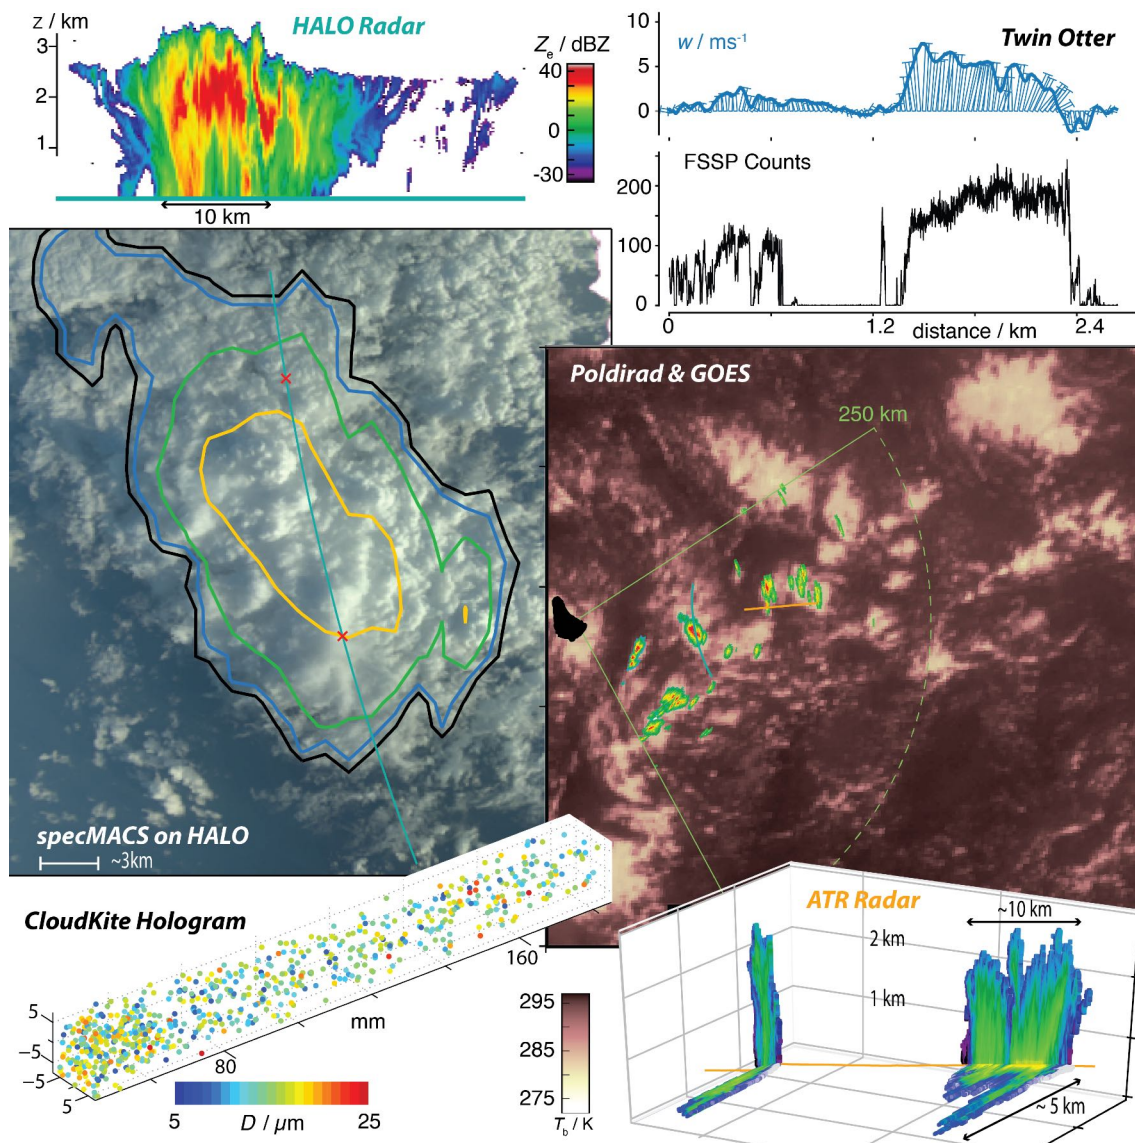 z / km
HALO Radar
3
2
1
Zₑ / dBZ
40
20
0
-30
10 km
w / ms⁻¹
Twin Otter
10
5
0
FSSP Counts
200
100
0
0
1.2
2.4
distance / km
Poldirad & GOES
250 km
specMACS on HALO
~3km
CloudKite Hologram
5
−5
−5
5
80
160
mm
5
D / µm
25
295
285
275
T_b / K
ATR Radar
~10 km
2 km
1 km
~ 5 km